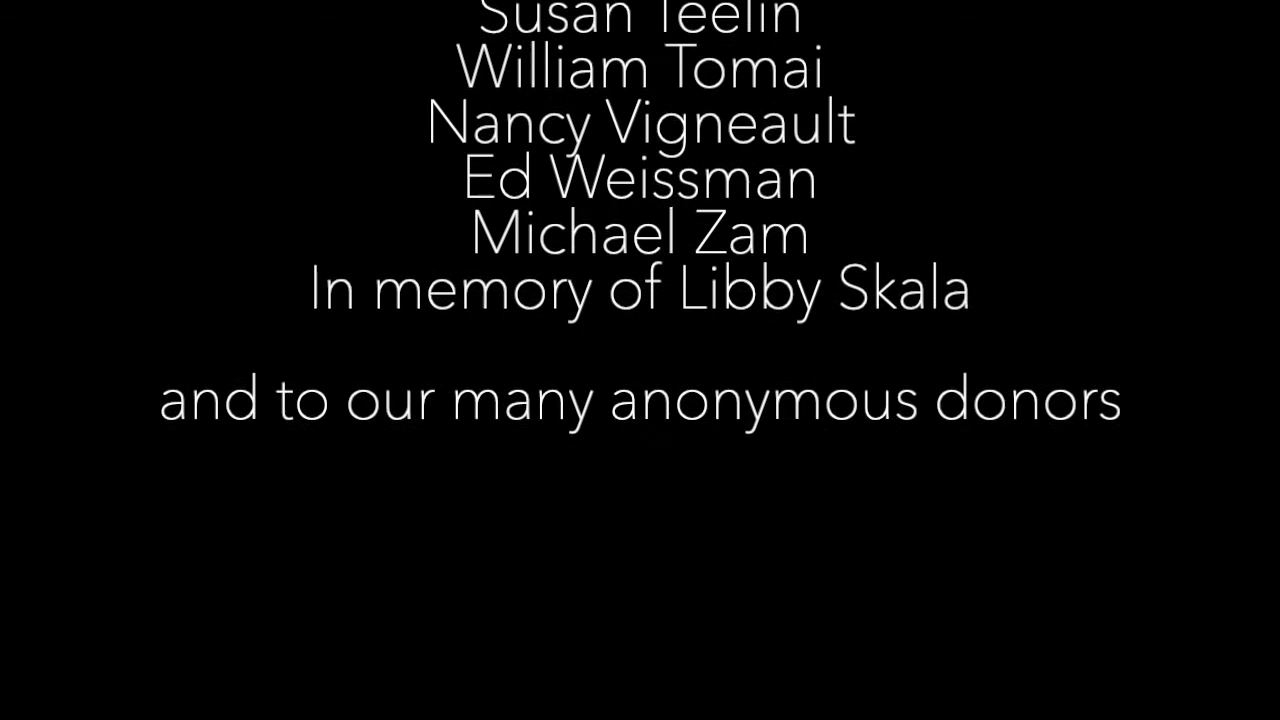 Susan Teelin
William Tomai
Nancy Vigneault
Ed Weissman
Michael Zam
In memory of Libby Skala
and to our many anonymous donors